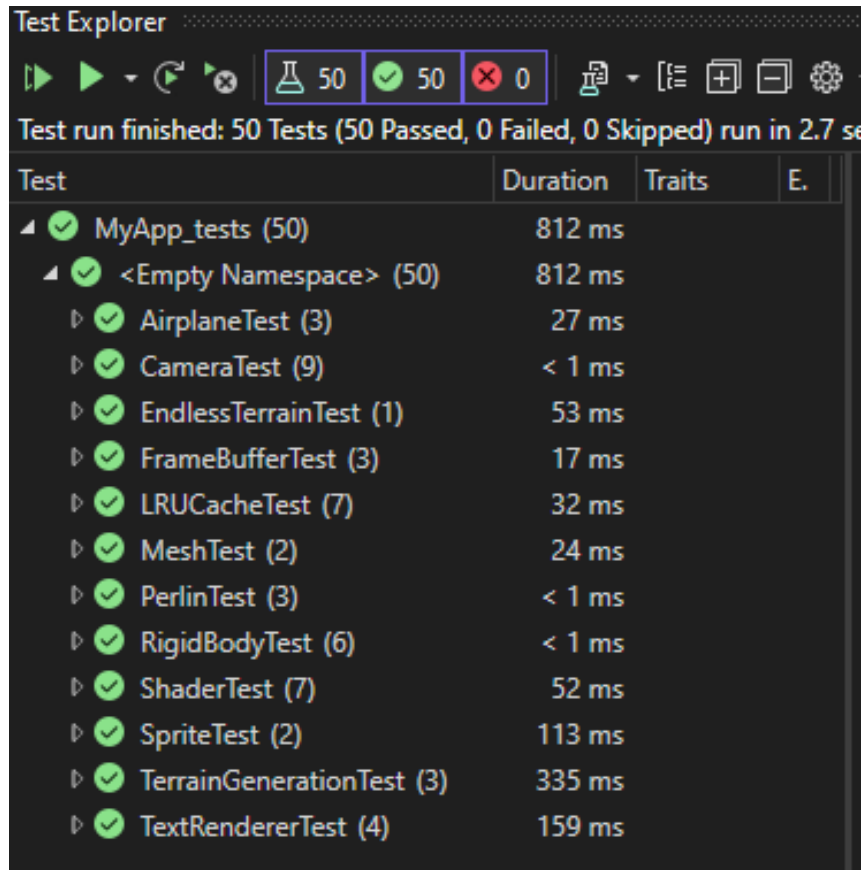 Test Explorer
50 50 0
Test run finished: 50 Tests (50 Passed, 0 Failed, 0 Skipped) run in 2.7
Test Duration Traits E.
MyApp_tests (50) 812 ms
<Empty Namespace> (50) 812 ms
AirplaneTest (3) 27 ms
CameraTest (9) < 1 ms
EndlessTerrainTest (1) 53 ms
FrameBufferTest (3) 17 ms
LRUCacheTest (7) 32 ms
MeshTest (2) 24 ms
PerlinTest (3) < 1 ms
RigidBodyTest (6) < 1 ms
ShaderTest (7) 52 ms
SpriteTest (2) 113 ms
TerrainGenerationTest (3) 335 ms
TextRendererTest (4) 159 ms